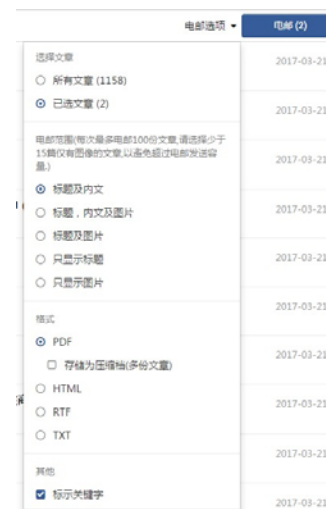 电邮选项
电邮 (2)
选择文章
所有文章 (1158)
已选文章 (2)
2017-03-21
2017-03-21
电邮范围(每次最多电邮100份文章,请选择少于
15篇仅有图像的文章,以避免超过电邮发送容
量.)
2017-03-21
标题及内文
标题，内文及图片
2017-03-21
标题及图片
只显示标题
2017-03-21
只显示图片
格式
2017-03-21
PDF
存储为压缩档(多份文章)
2017-03-21
HTML
RTF
2017-03-21
TXT
2017-03-21
其他
标示关键字
2017-03-21